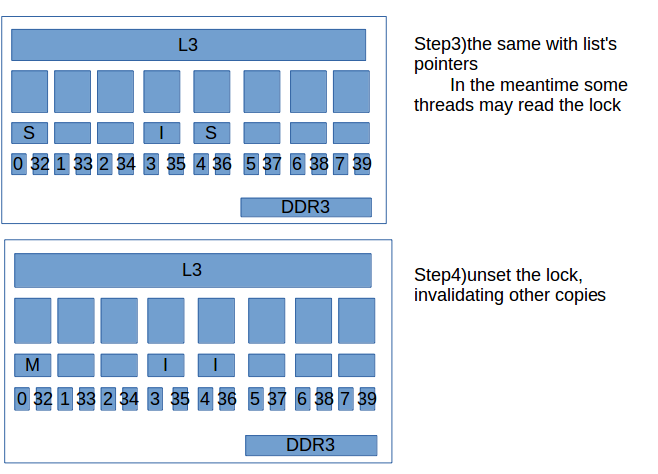 L3
Step3)the same with list's
pointers
In the meantime some
threads may read the lock
S I S
0 32 1 33 2 34 3 35 4 36 5 37 6 38 7 39
DDR3
L3
Step4)unset the lock,
invalidating other copies
M I I
0 32 1 33 2 34 3 35 4 36 5 37 6 38 7 39
DDR3